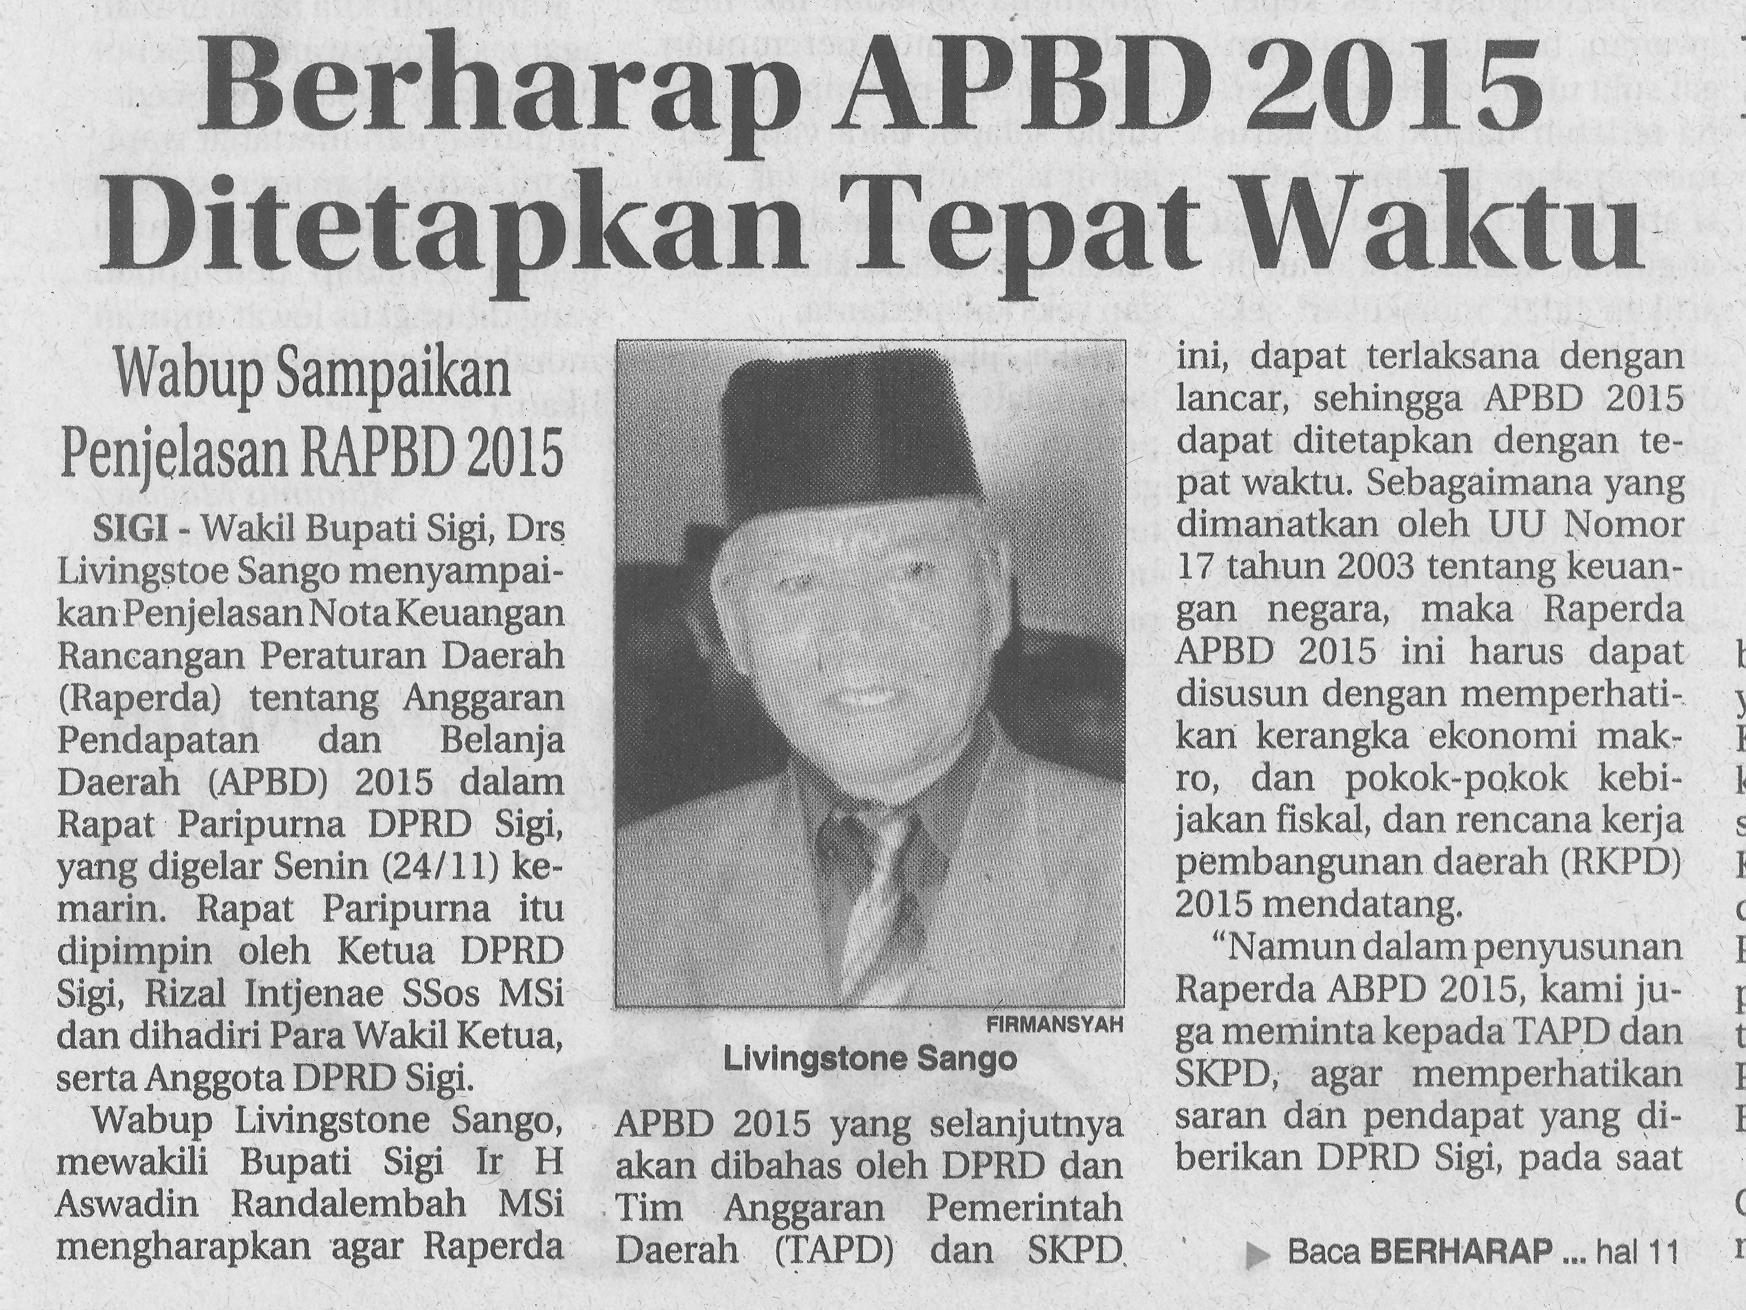 Berharap APBD 2015
Ditetapkan Tepat Waktu
Wabup Sampaikan
Penjelasan RAPBD 2015
SIGI - Wakil Bupati Sigi, Drs
Livingstoe Sango menyampai-
kan Penjelasan Nota Keuangan
Rancangan Peraturan Daerah
(Raperda) tentang Anggaran
Pendapatan dan Belanja
Daerah (APBD) 2015 dalam
Rapat Paripurna DPRD Sigi,
yang digelar Senin (24/11) ke-
marin. Rapat Paripurna itu
dipimpin oleh Ketua DPRD
Sigi, Rizal Intjenae SSos MSi
dan dihadiri Para Wakil Ketua,
serta Anggota DPRD Sigi.
Wabup Livingstone Sango,
mewakili Bupati Sigi Ir H
Aswadin Randalembah MSi
mengharapkan agar Raperda
FIRMANSYAH
Livingstone Sango
APBD 2015 yang selanjutnya
akan dibahas oleh DPRD dan
Tim Anggaran Pemerintah
Daerah (TAPD) dan SKPD
ini, dapat terlaksana dengan
lancar, sehingga APBD 2015
dapat ditetapkan dengan te-
pat waktu. Sebagaimana yang
dimanatkan oleh UU Nomor
17 tahun 2003 tentang keuan-
gan negara, maka Raperda
APBD 2015 ini harus dapat
disusun dengan memperhati-
kan kerangka ekonomi mak-
ro, dan pokok-pokok kebi-
jakan fiskal, dan rencana kerja
pembangunan daerah (RKPD)
2015 mendatang.
“Namun dalam penyusunan
Raperda ABPD 2015, kami ju-
ga meminta kepada TAPD dan
SKPD, agar memperhatikan
saran dan pendapat yang di-
berikan DPRD Sigi, pada saat
Baca BERHARAP ... hal 11